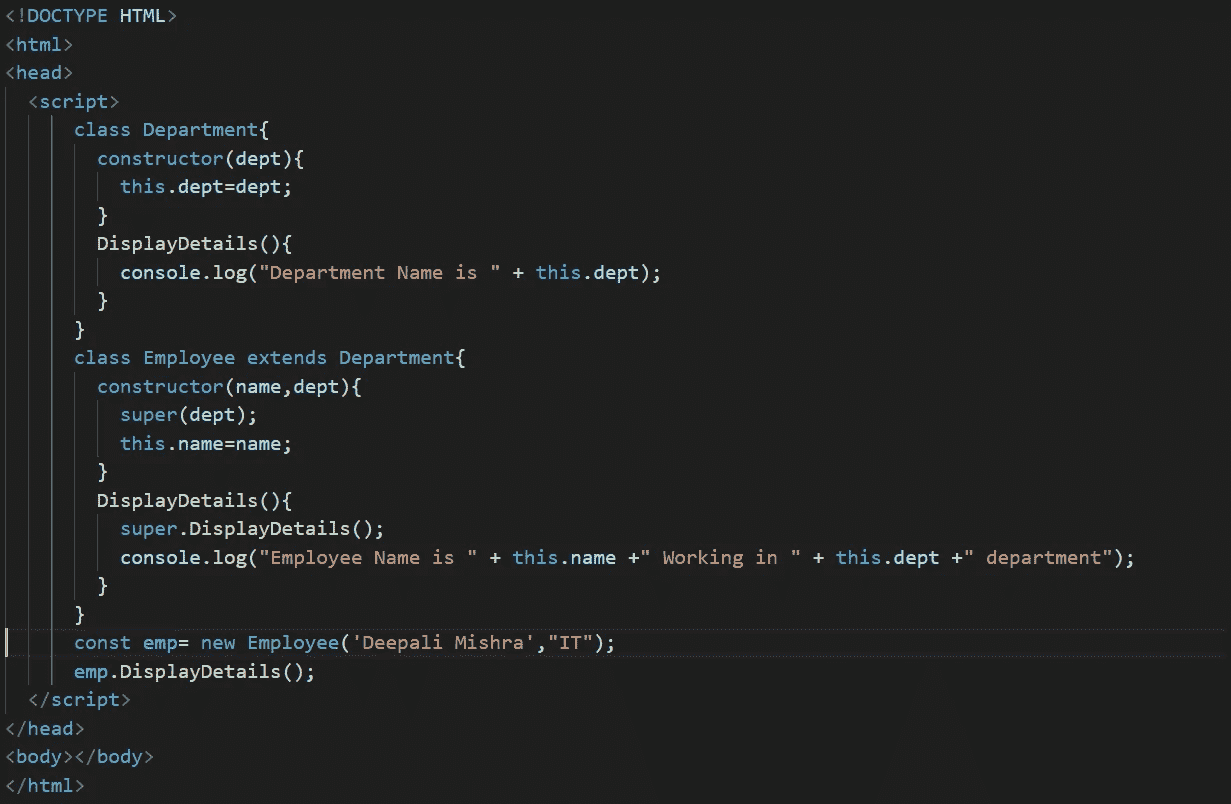 <!DOCTYPE HTML>
<html>
<head>
  <script>
      class Department{
        constructor(dept){
          this.dept=dept;
        }
        DisplayDetails(){
          console.log("Department Name is " + this.dept);
        }
      }
      class Employee extends Department{
        constructor(name,dept){
          super(dept);
          this.name=name;
        }
        DisplayDetails(){
          super.DisplayDetails();
          console.log("Employee Name is " + this.name +" Working in " + this.dept +" department");
        }
      }
      const emp= new Employee('Deepali Mishra',"IT");
      emp.DisplayDetails();
  </script>
</head>
<body></body>
</html>